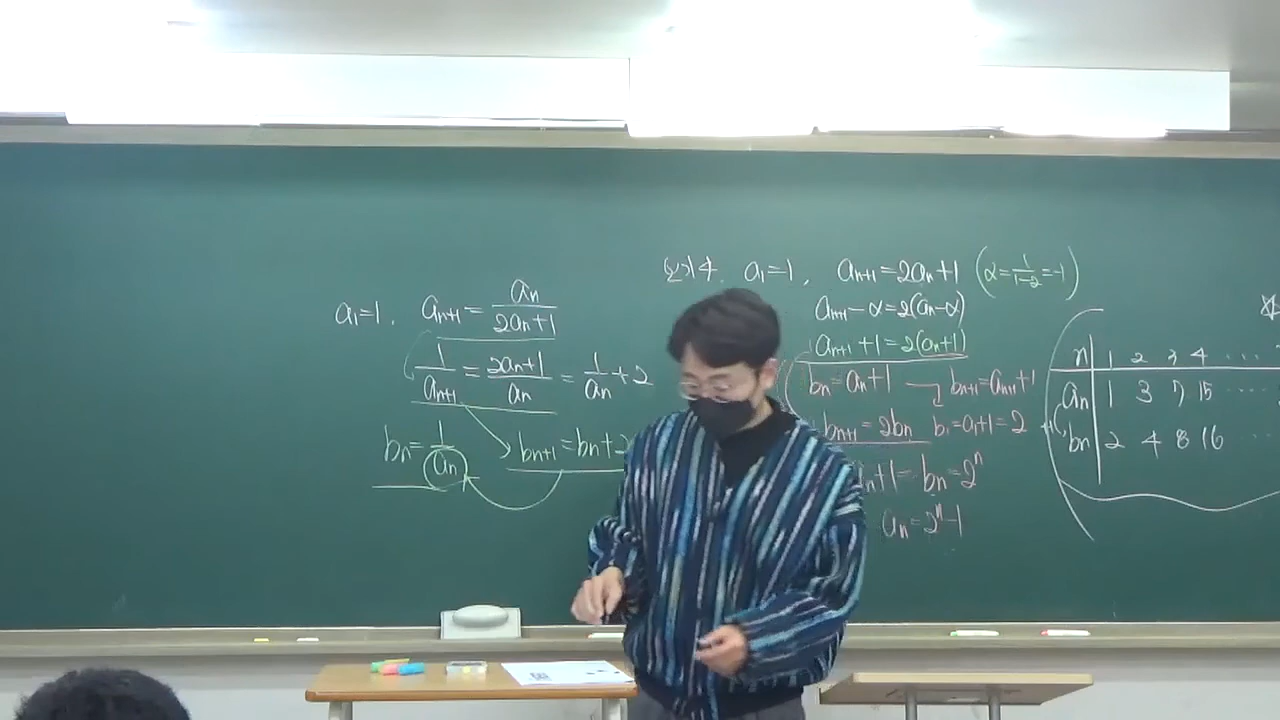 a₁=1, aₙ₊₁ = aₙ/(2aₙ+1)
1/aₙ₊₁ = (2aₙ+1)/aₙ = 1/aₙ + 2
bₙ = 1/aₙ bₙ₊₁ = bₙ+2
예제4. a₁=1, aₙ₊₁=2aₙ+1 (α=1/(1-2)=-1)
aₙ₊₁-α=2(aₙ-α)
aₙ₊₁+1=2(aₙ+1)
bₙ=aₙ+1 → bₙ₊₁=aₙ₊₁+1
bₙ₊₁=2bₙ b₁=a₁+1=2
aₙ+1=bₙ=2ⁿ
aₙ=2ⁿ-1
n 1 2 3 4 ...
aₙ 1 3 7 15 ...
+1
bₙ 2 4 8 16 ...